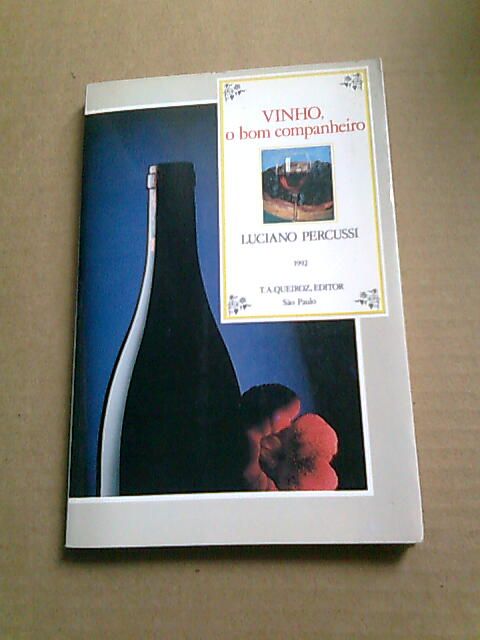 VINHO,
o bom companheiro
LUCIANO PERCUSSI
1992
T.A.QUEIROZ, EDITOR
São Paulo